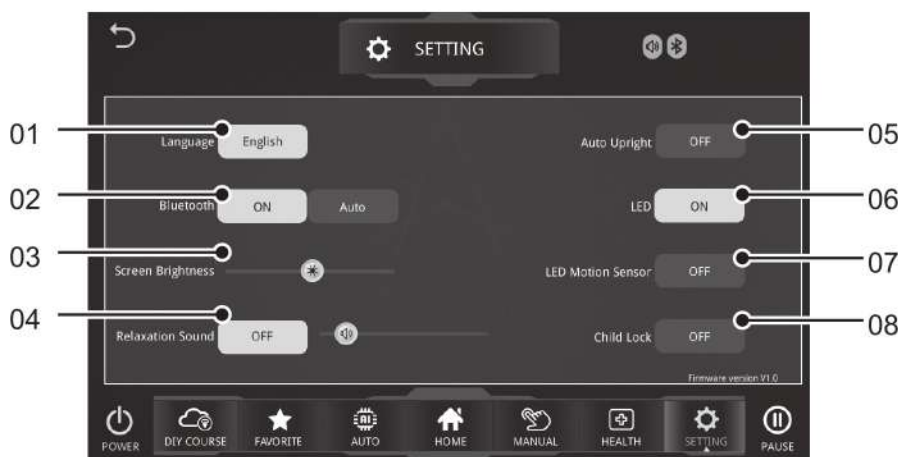 SETTING
01 Language English Auto Upright OFF 05
02 Bluetooth ON Auto LED ON 06
03 Screen Brightness LED Motion Sensor OFF 07
04 Relaxation Sound OFF Child Lock OFF 08
Firmware version V1.0
POWER DIY COURSE FAVORITE AI AUTO HOME MANUAL HEALTH SETTING PAUSE